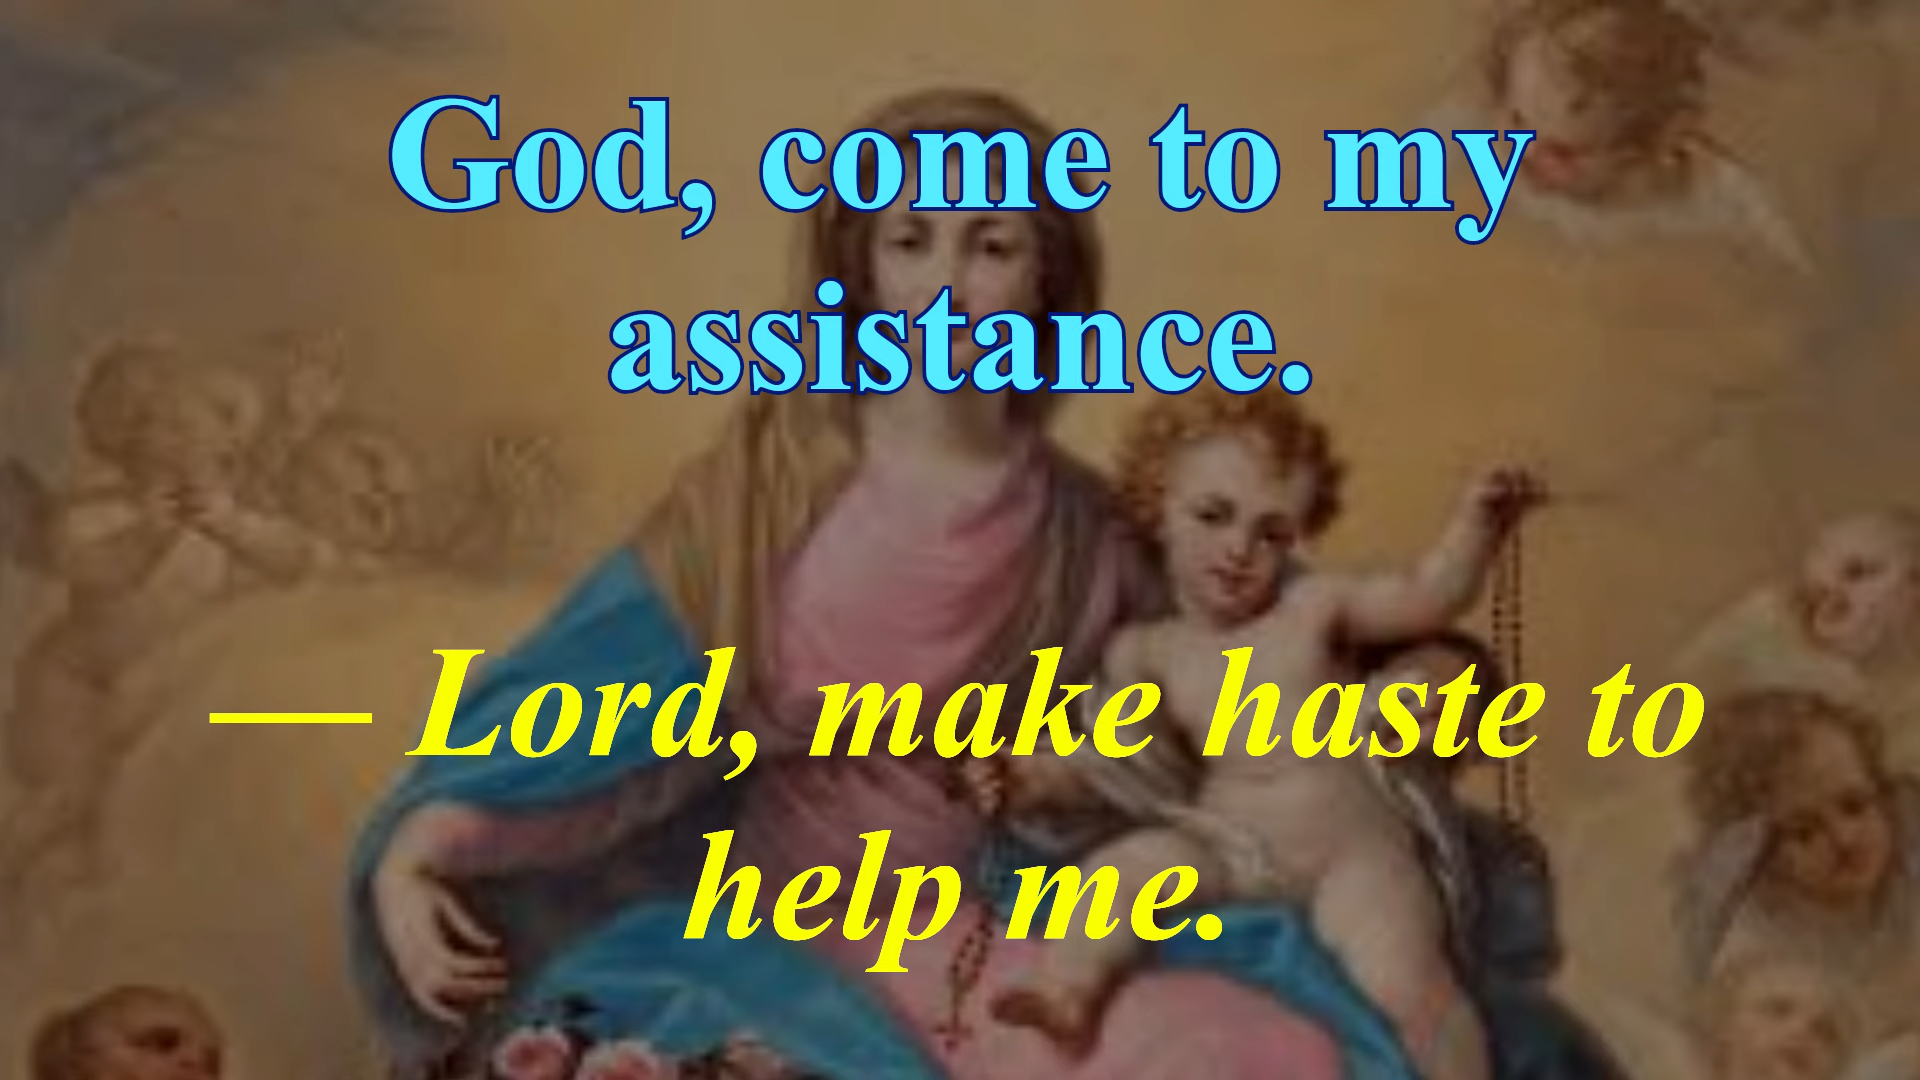 God, come to my
assistance.
— Lord, make haste to
help me.